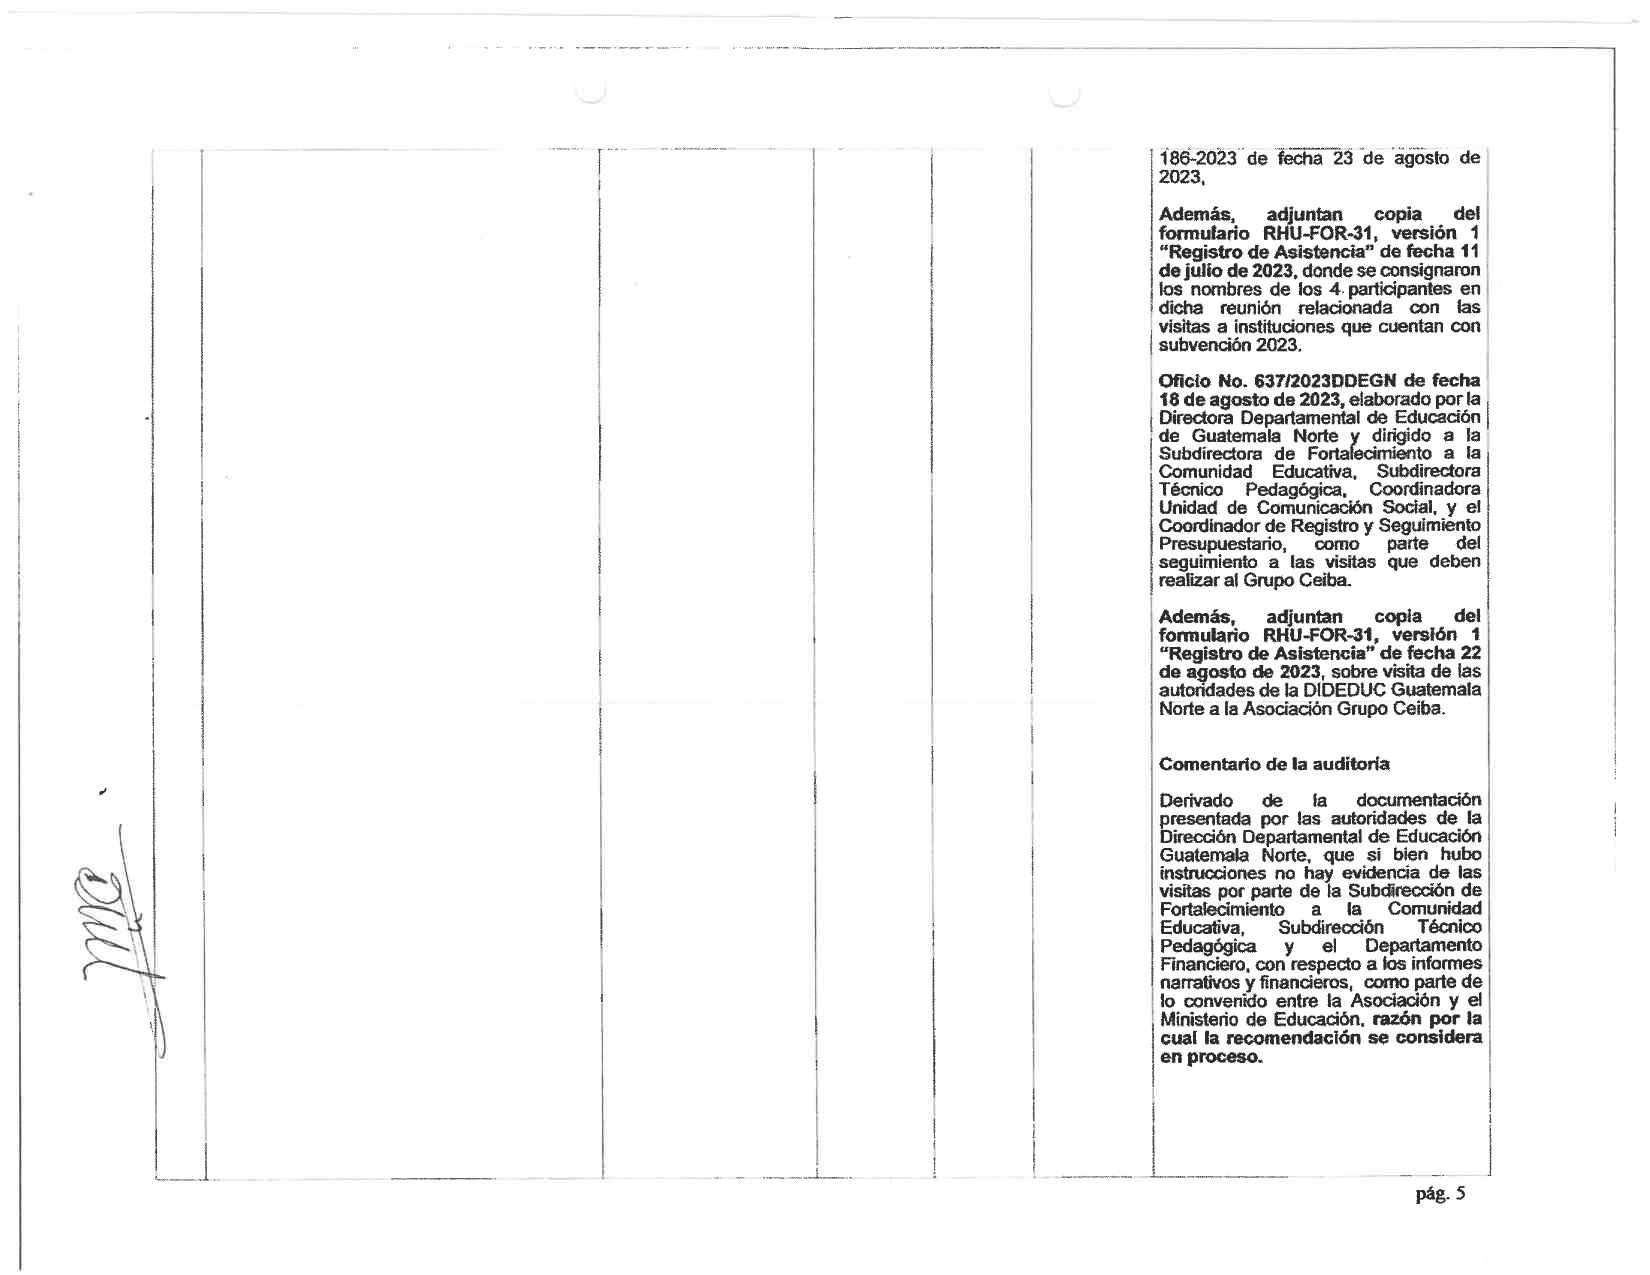 186-2023 de fecha 23 de agosto de
2023,
Además, adjuntan copia del
formulario RHU-FOR-31, versión 1
“Registro de Asistencia” de fecha 11
de julio de 2023, donde se consignaron
los nombres de los 4 participantes en
dicha reunión relacionada con las
visitas a instituciones que cuentan con
subvención 2023.
Oficio No. 637/2023DDEGN de fecha
18 de agosto de 2023, elaborado por la
Directora Departamental de Educación
de Guatemala Norte y dirigido a la
Subdirectora de Fortalecimiento a la
Comunidad Educativa, Subdirectora
Técnico Pedagógica, Coordinadora
Unidad de Comunicación Social, y el
Coordinador de Registro y Seguimiento
Presupuestario, como parte del
seguimiento a las visitas que deben
realizar al Grupo Ceiba.
Además, adjuntan copia del
formulario RHU-FOR-31, versión 1
“Registro de Asistencia” de fecha 22
de agosto de 2023, sobre visita de las
autoridades de la DIDEDUC Guatemala
Norte a la Asociación Grupo Ceiba.
Comentario de la auditoría
Derivado de la documentación
presentada por las autoridades de la
Dirección Departamental de Educación
Guatemala Norte, que si bien hubo
instrucciones no hay evidencia de las
visitas por parte de la Subdirección de
Fortalecimiento a la Comunidad
Educativa, Subdirección Técnico
Pedagógica y el Departamento
Financiero, con respecto a los informes
narrativos y financieros, como parte de
lo convenido entre la Asociación y el
Ministerio de Educación, razón por la
cual la recomendación se considera
en proceso.
pág. 5